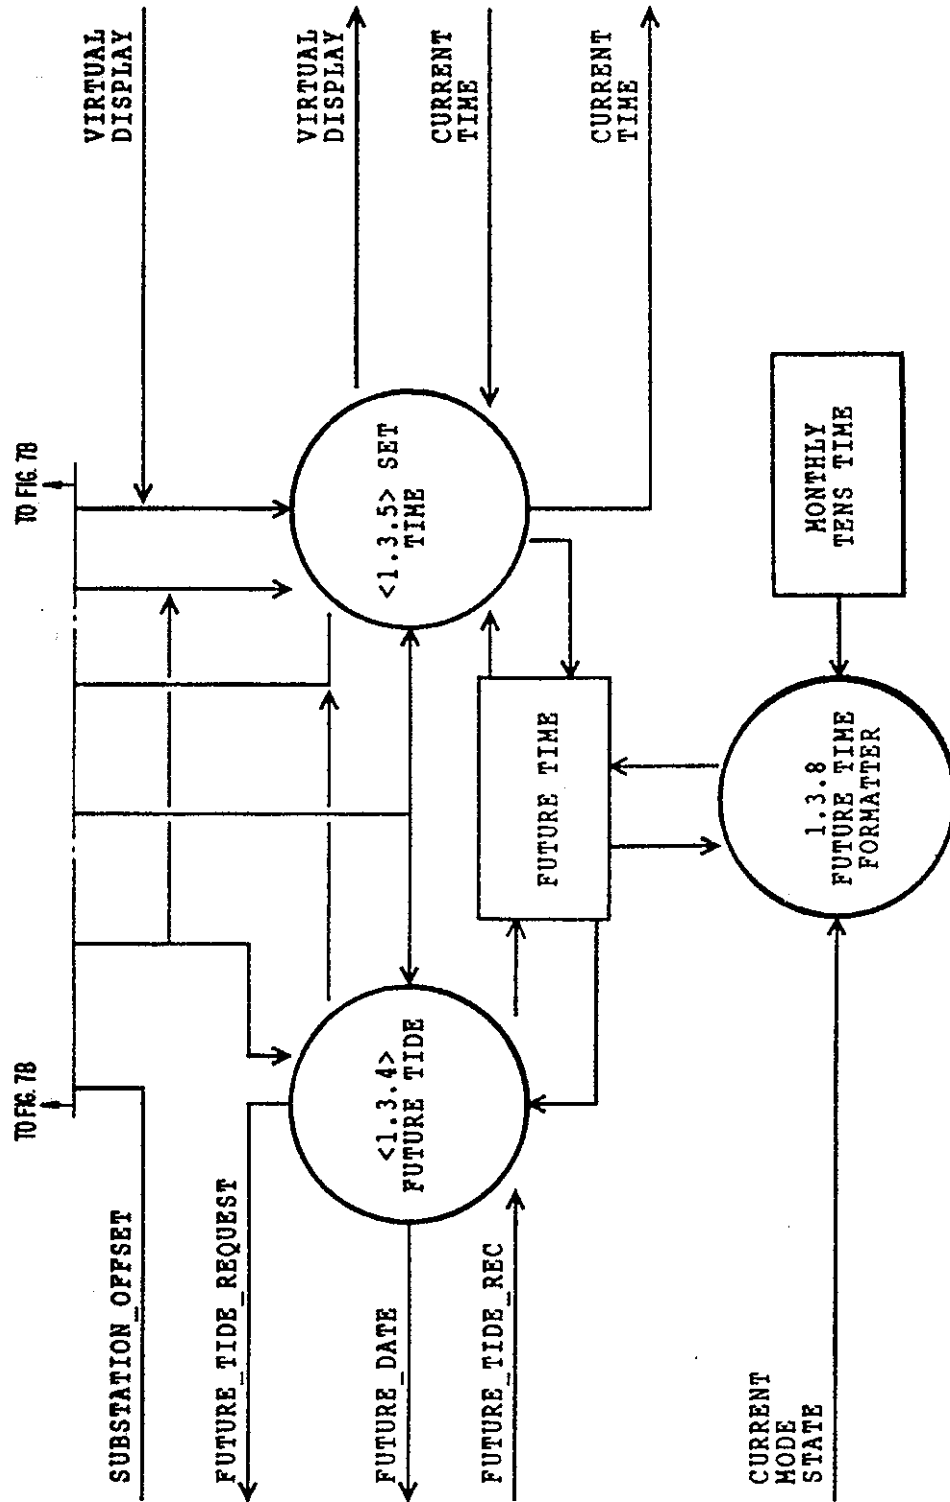 TO FIG. 7B
TO FIG. 7B
SUBSTATION_OFFSET
VIRTUAL
DISPLAY
FUTURE_TIDE_REQUEST
VIRTUAL
DISPLAY
<1.3.4>
FUTURE TIDE
<1.3.5> SET
TIME
FUTURE_DATE
CURRENT
TIME
FUTURE_TIDE_REC
FUTURE TIME
CURRENT
TIME
CURRENT
MODE
STATE
1.3.8
FUTURE TIME
FORMATTER
MONTHLY
TENS TIME